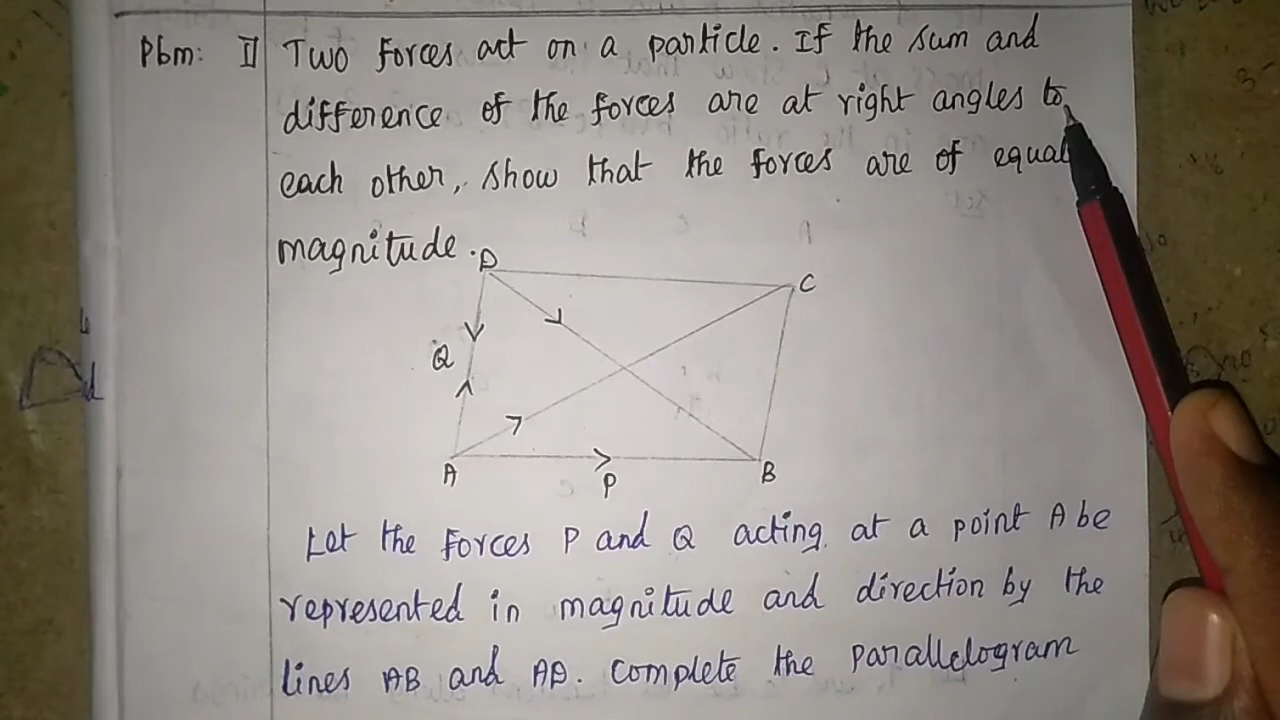 Pbm: II Two forces act on a particle. If the sum and
difference of the forces are at right angles to
each other, show that the forces are of equal
magnitude.
D
C
Q
A
P
B
Let the forces P and Q acting at a point A be
represented in magnitude and direction by the
lines AB and AD. Complete the parallelogram